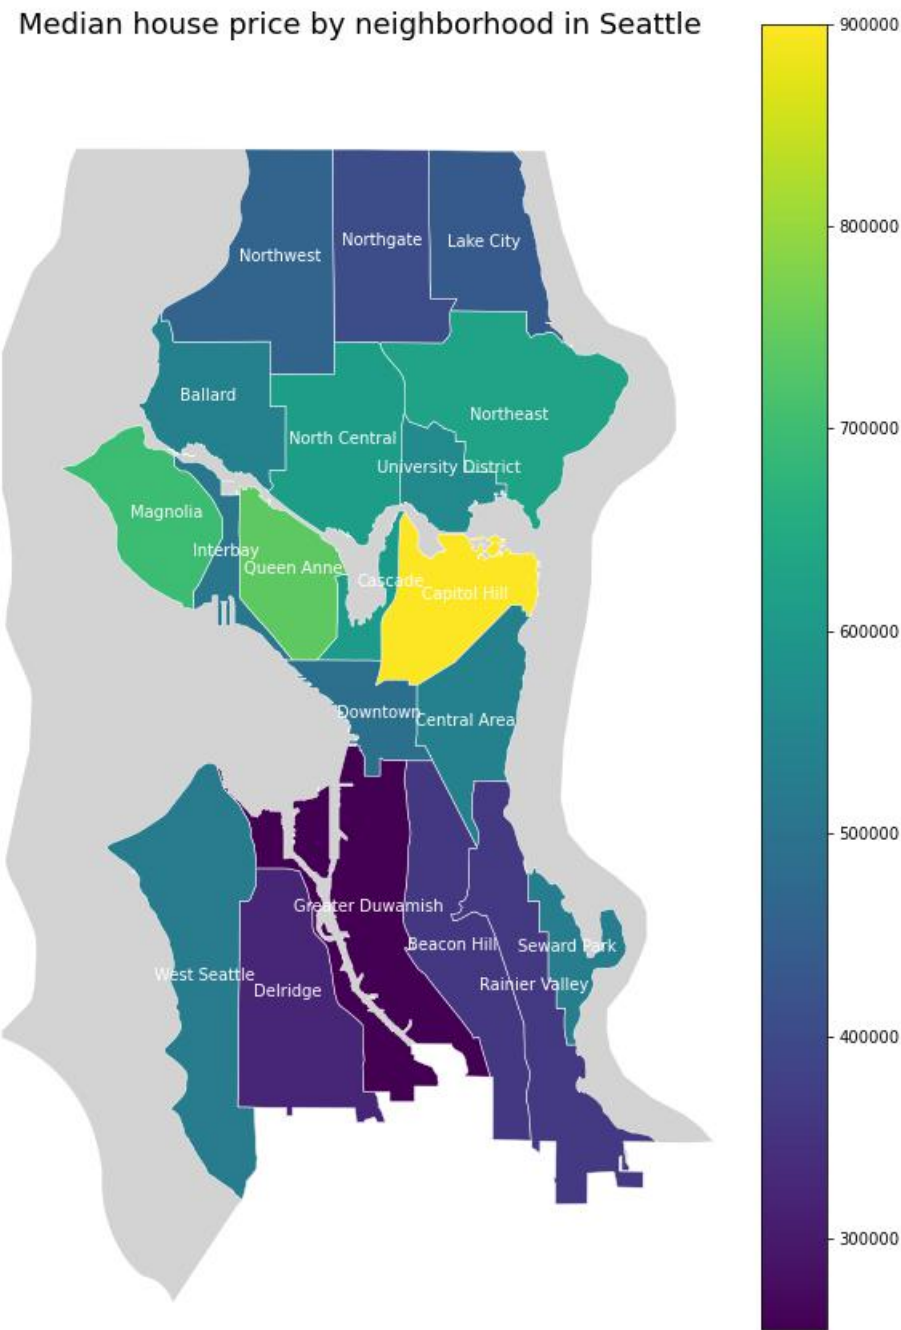 Median house price by neighborhood in Seattle
900000
800000
700000
600000
500000
400000
300000
Northwest
Northgate
Lake City
Ballard
North Central
Northeast
University District
Magnolia
Interbay
Queen Anne
Cascade
Capitol Hill
Downtown
Central Area
Greater Duwamish
Beacon Hill
Seward Park
West Seattle
Delridge
Rainier Valley